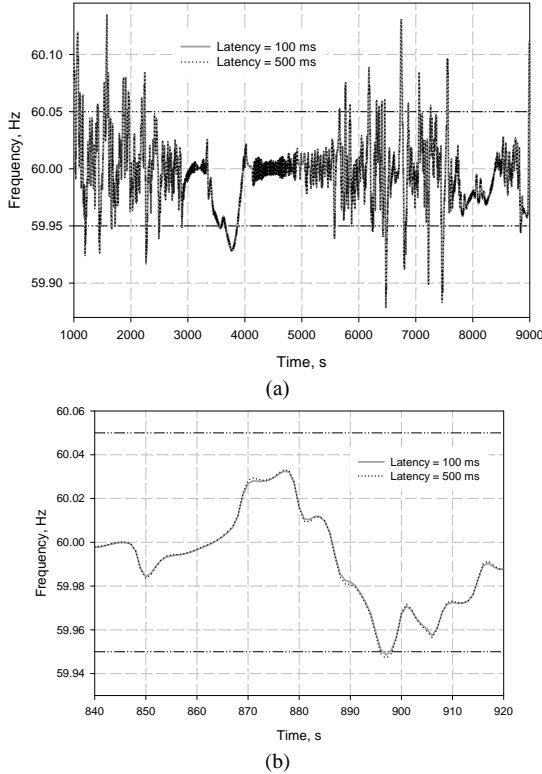 Latency = 100 ms
Latency = 500 ms
Frequency, Hz
60.10
60.05
60.00
59.95
59.90
1000 2000 3000 4000 5000 6000 7000 8000 9000
Time, s
(a)
60.06
Latency = 100 ms
Latency = 500 ms
Frequency, Hz
60.04
60.02
60.00
59.98
59.96
59.94
840 850 860 870 880 890 900 910 920
Time, s
(b)